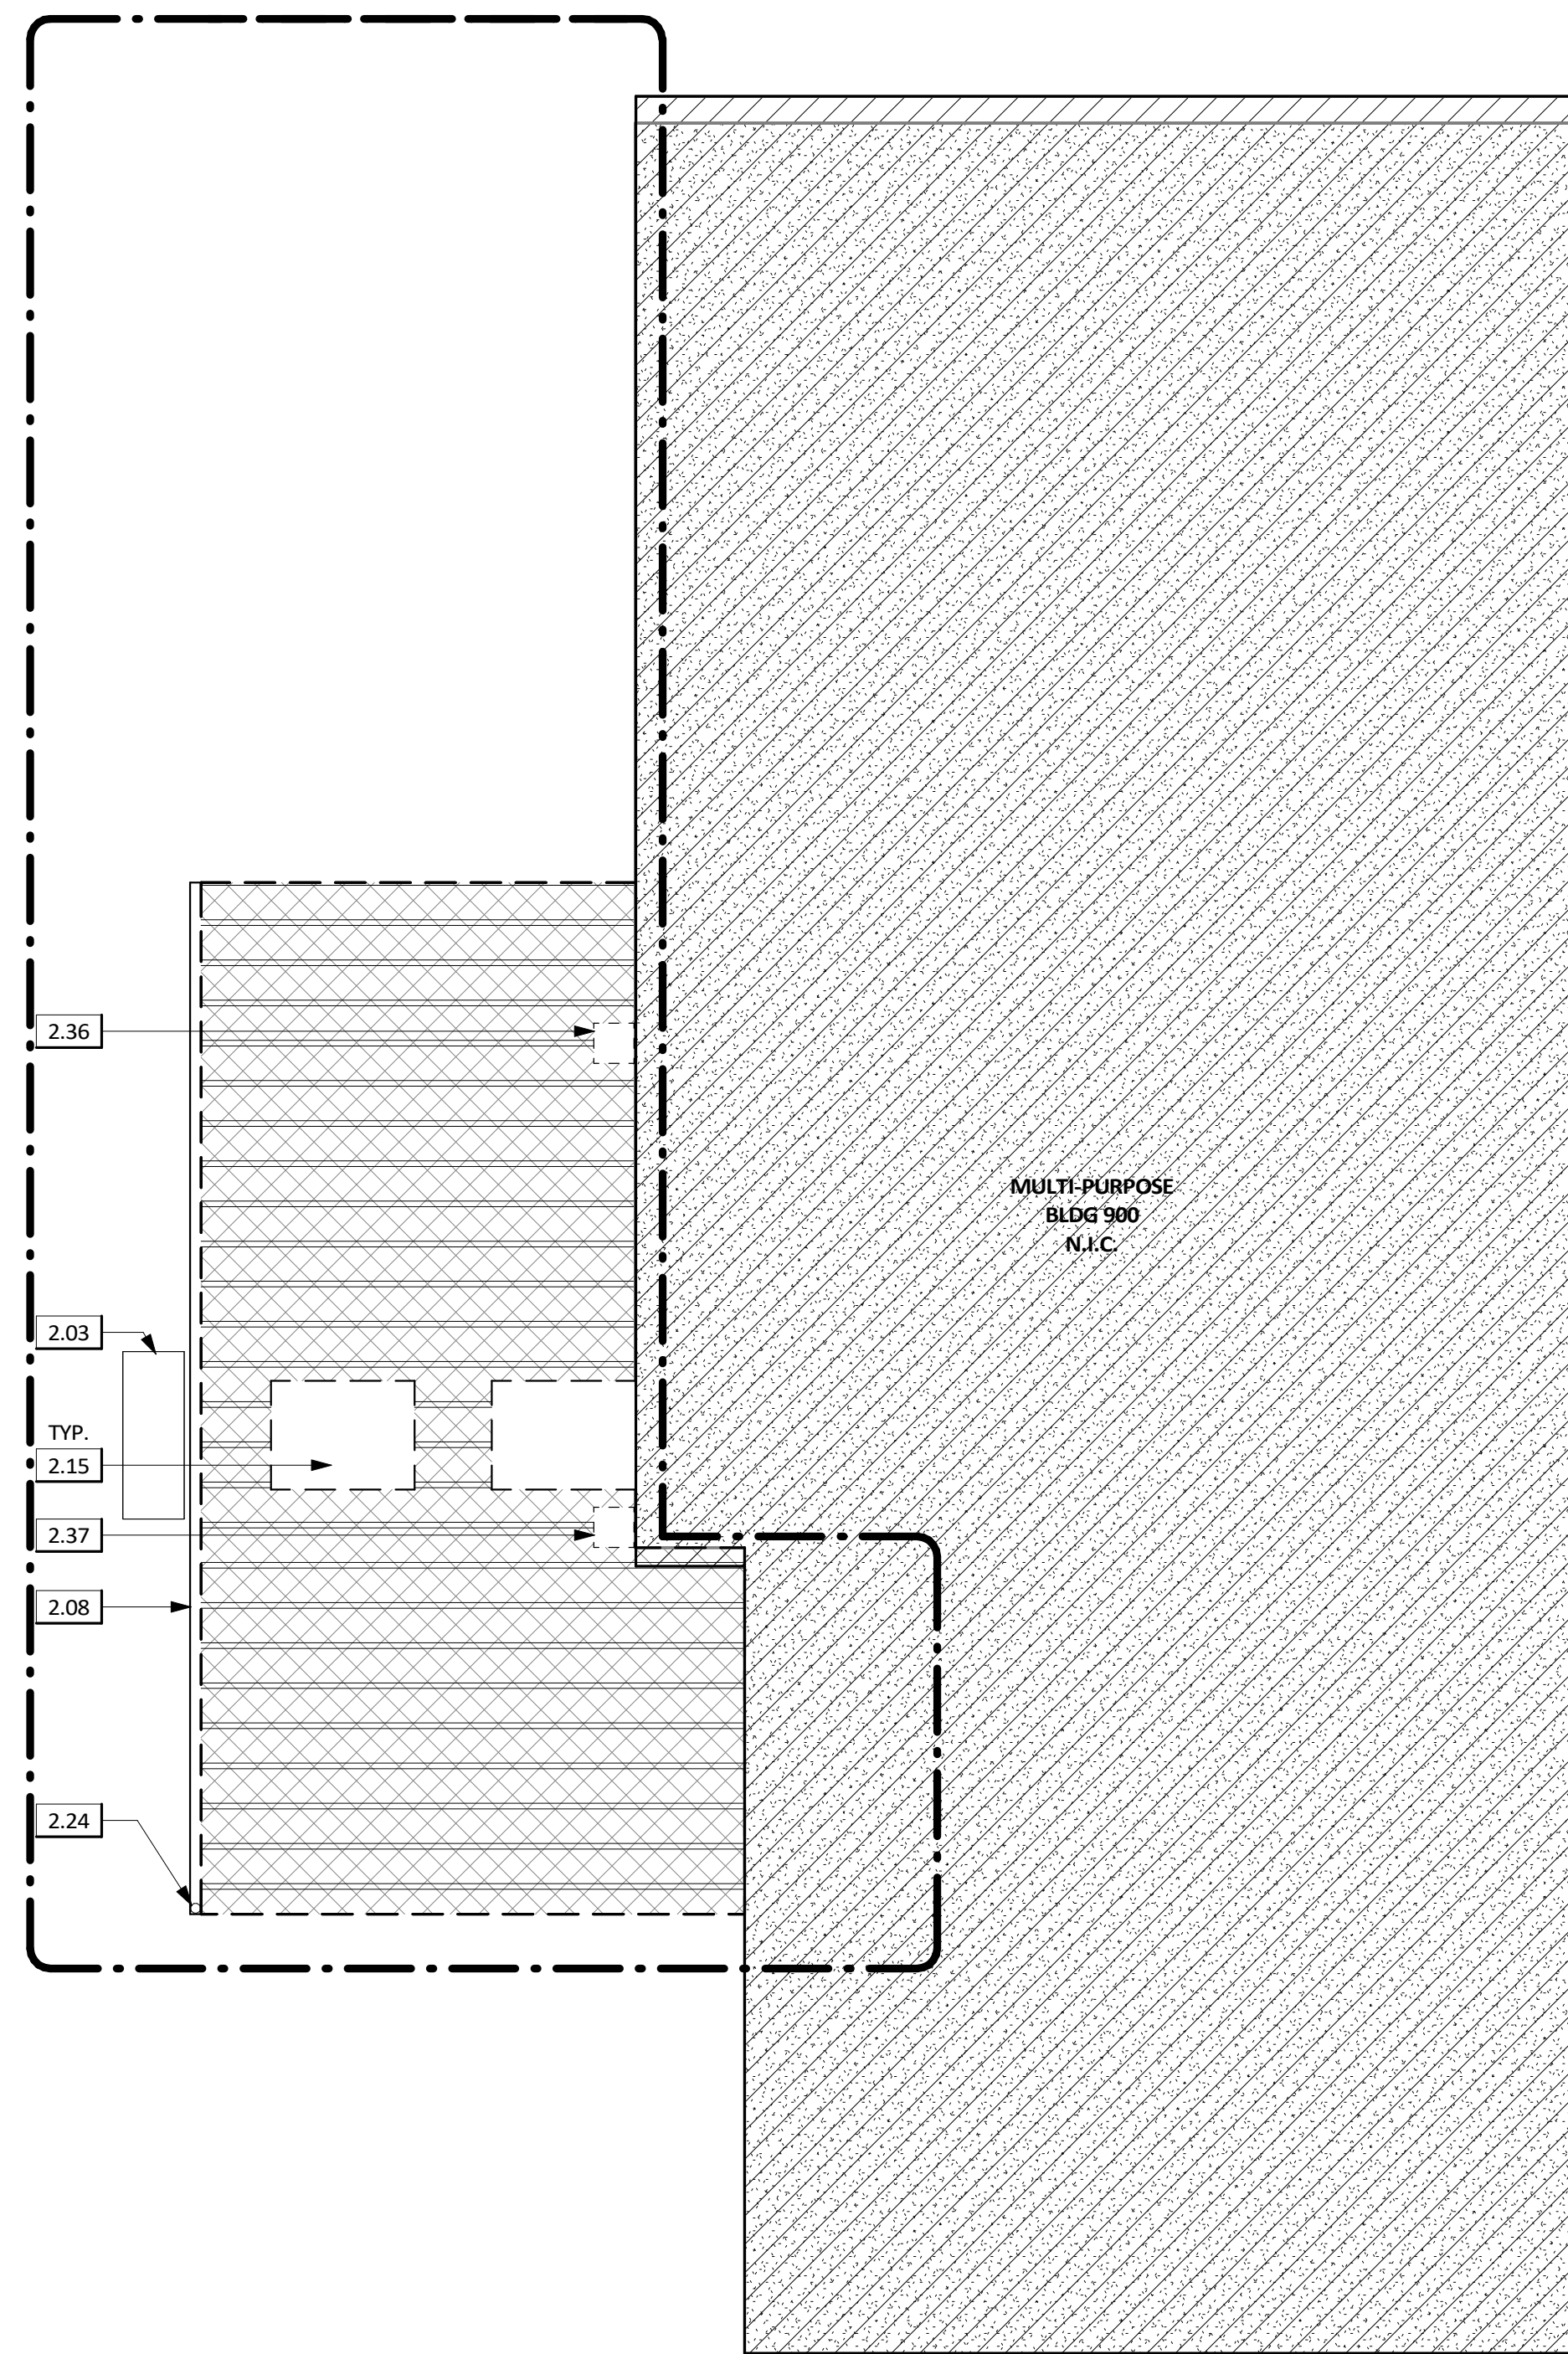 2.36
MULTI-PURPOSE
BLDG 900
N.I.C.
2.03
TYP.
2.15
2.37
2.08
2.24